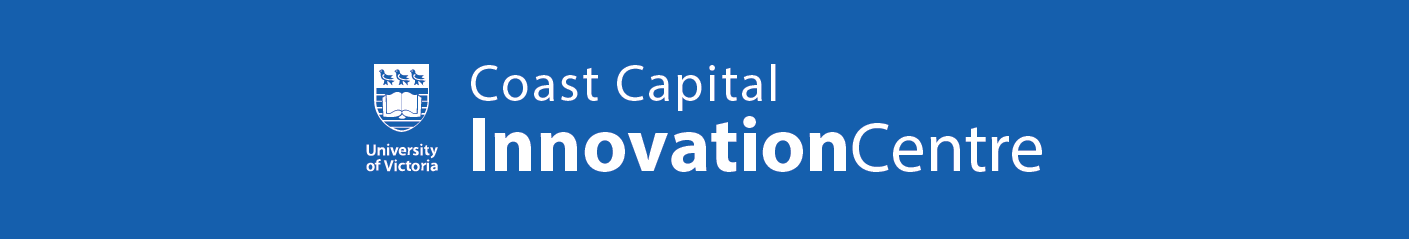 University
of Victoria
Coast Capital
InnovationCentre